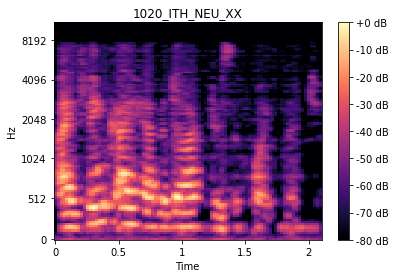 1020_ITH_NEU_XX
+0 dB
8192
-10 dB
4096
-20 dB
-30 dB
2048
Hz
-40 dB
1024
-50 dB
512
-60 dB
-70 dB
0
-80 dB
0
0.5
1
1.5
2
Time